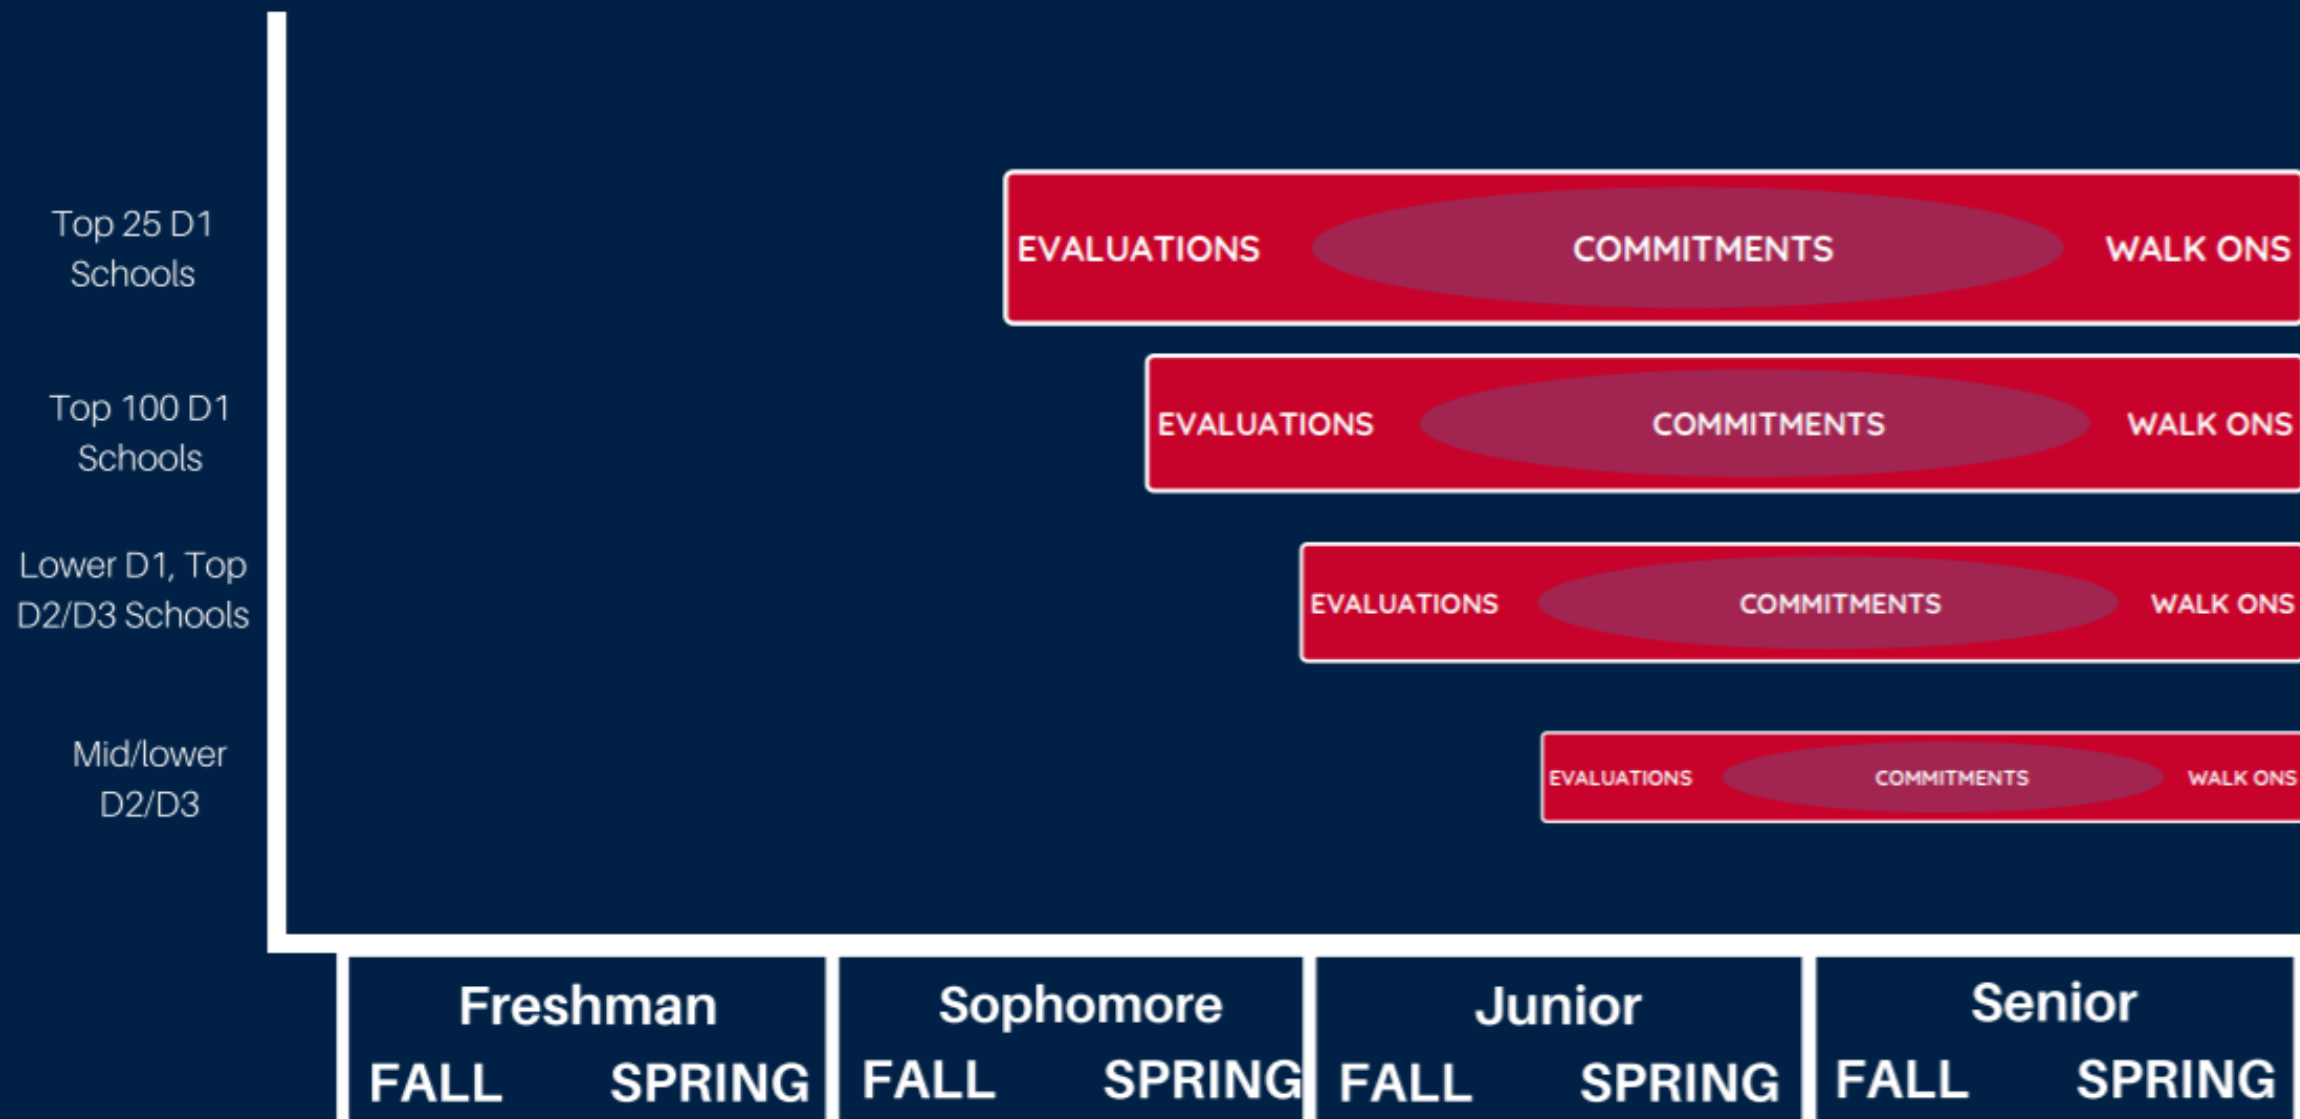 Top 25 D1
Schools
EVALUATIONS COMMITMENTS WALK ONS
Top 100 D1
Schools
EVALUATIONS COMMITMENTS WALK ONS
Lower D1, Top
D2/D3 Schools
EVALUATIONS COMMITMENTS WALK ONS
Mid/lower
D2/D3
EVALUATIONS COMMITMENTS WALK ONS
Freshman Sophomore Junior Senior
FALL SPRING FALL SPRING FALL SPRING FALL SPRING